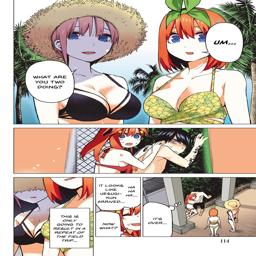 UM...
WHAT ARE
YOU TWO
DOING?
HA
HA
HA...
IT LOOKS
LIKE
UESUGI-
KUN
ARRIVED...
NOW
WHAT?
THIS IS
ONLY
GOING TO
RESULT IN A
REPEAT OF
THE FIELD
TRIP...
IT'S
OVER...
114